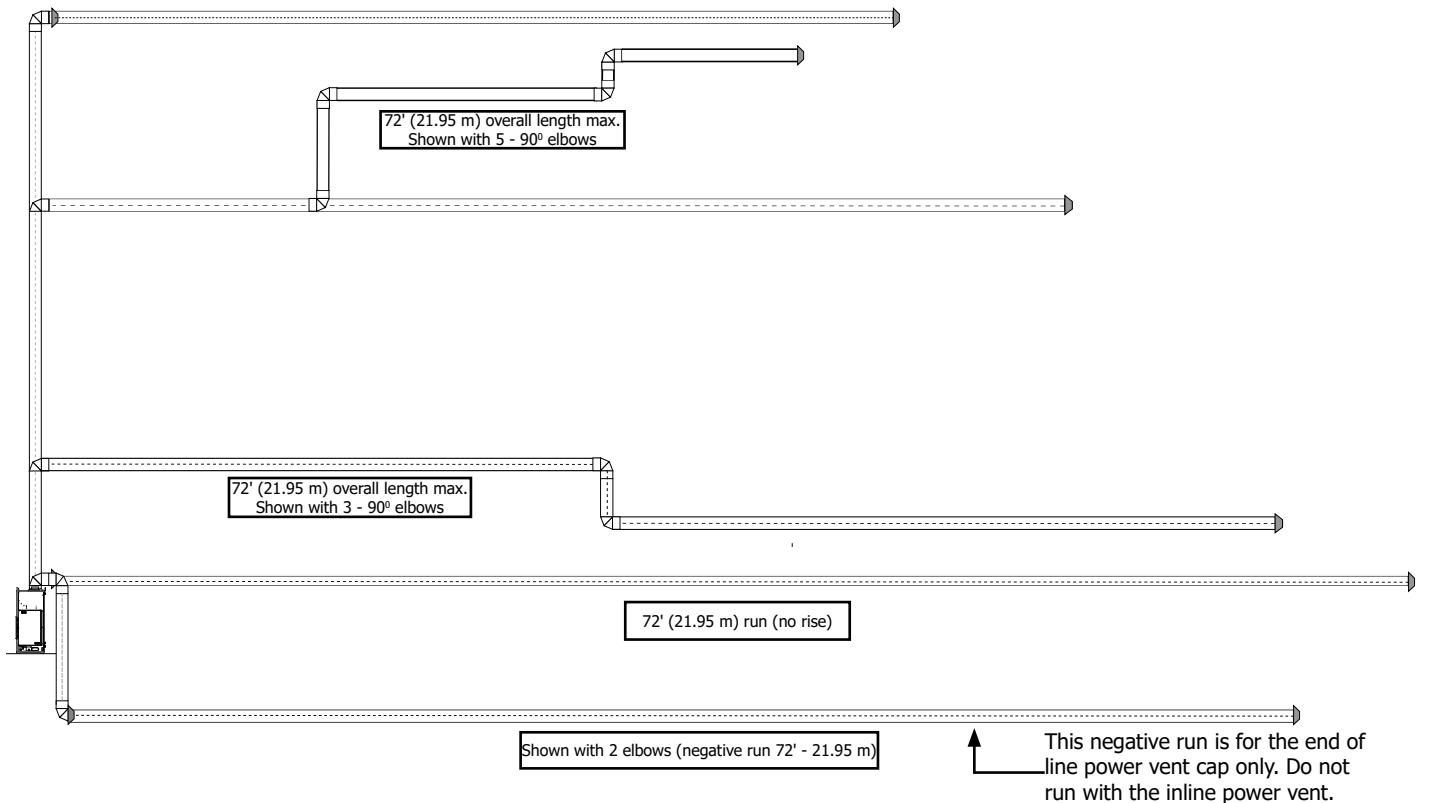 72' (21.95 m) overall length max.
Shown with 5 - 90⁰ elbows
72' (21.95 m) overall length max.
Shown with 3 - 90⁰ elbows
72' (21.95 m) run (no rise)
Shown with 2 elbows (negative run 72' - 21.95 m)
This negative run is for the end of
line power vent cap only. Do not
run with the inline power vent.